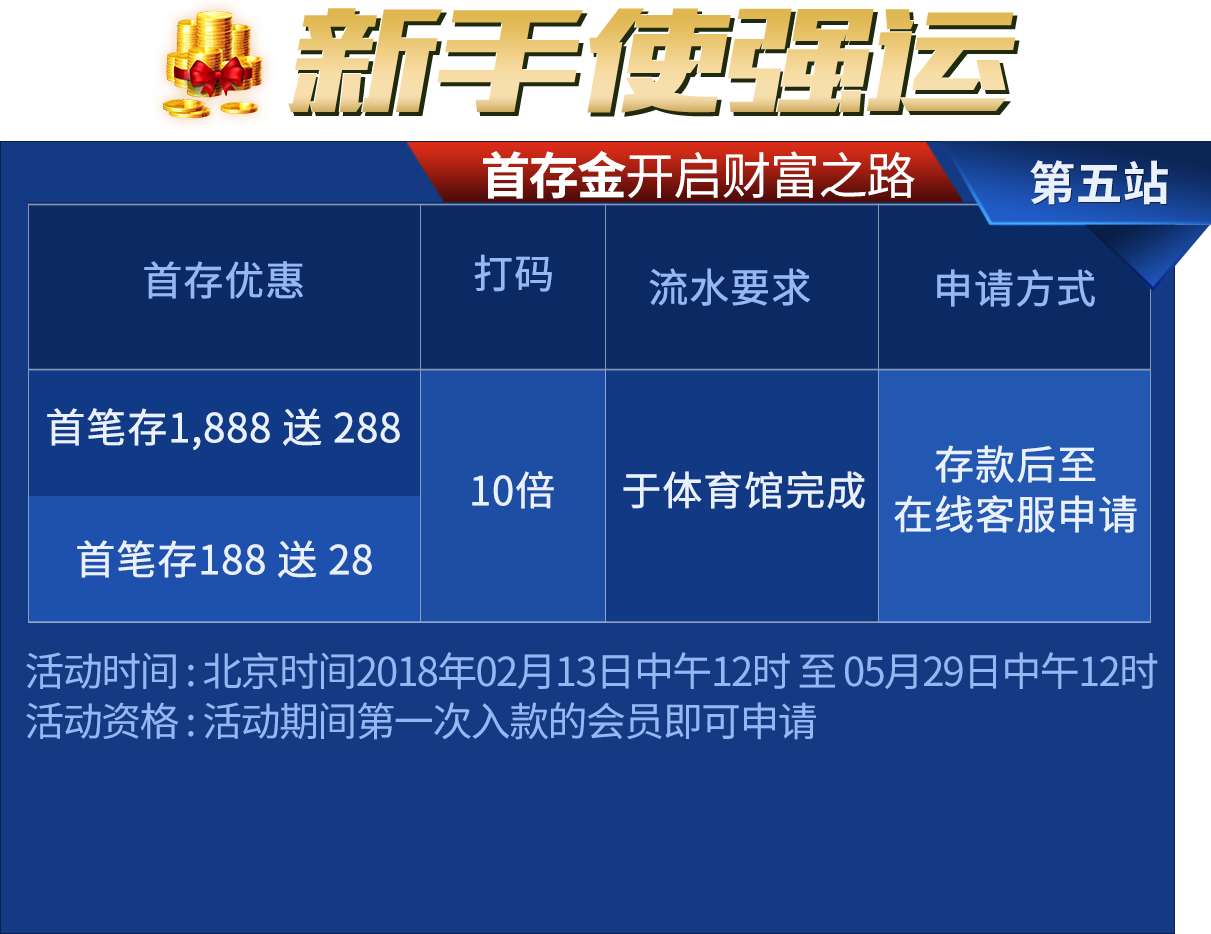 新手使强运
首存金开启财富之路
第五站
首存优惠
打码
流水要求
申请方式
首笔存1,888 送 288
首笔存188 送 28
10倍
于体育馆完成
存款后至
在线客服申请
活动时间 : 北京时间2018年02月13日中午12时 至 05月29日中午12时
活动资格 : 活动期间第一次入款的会员即可申请